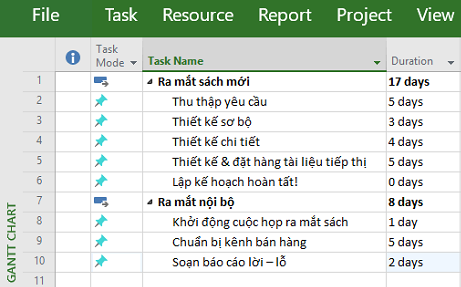 File Task Resource Report Project View
Task Mode Task Name Duration
1 Ra mắt sách mới 17 days
2 Thu thập yêu cầu 5 days
3 Thiết kế sơ bộ 3 days
4 Thiết kế chi tiết 4 days
5 Thiết kế & đặt hàng tài liệu tiếp thị 5 days
6 Lập kế hoạch hoàn tất! 0 days
7 Ra mắt nội bộ 8 days
8 Khởi động cuộc họp ra mắt sách 1 day
9 Chuẩn bị kênh bán hàng 5 days
10 Soạn báo cáo lời – lỗ 2 days
11
GANTT CHART